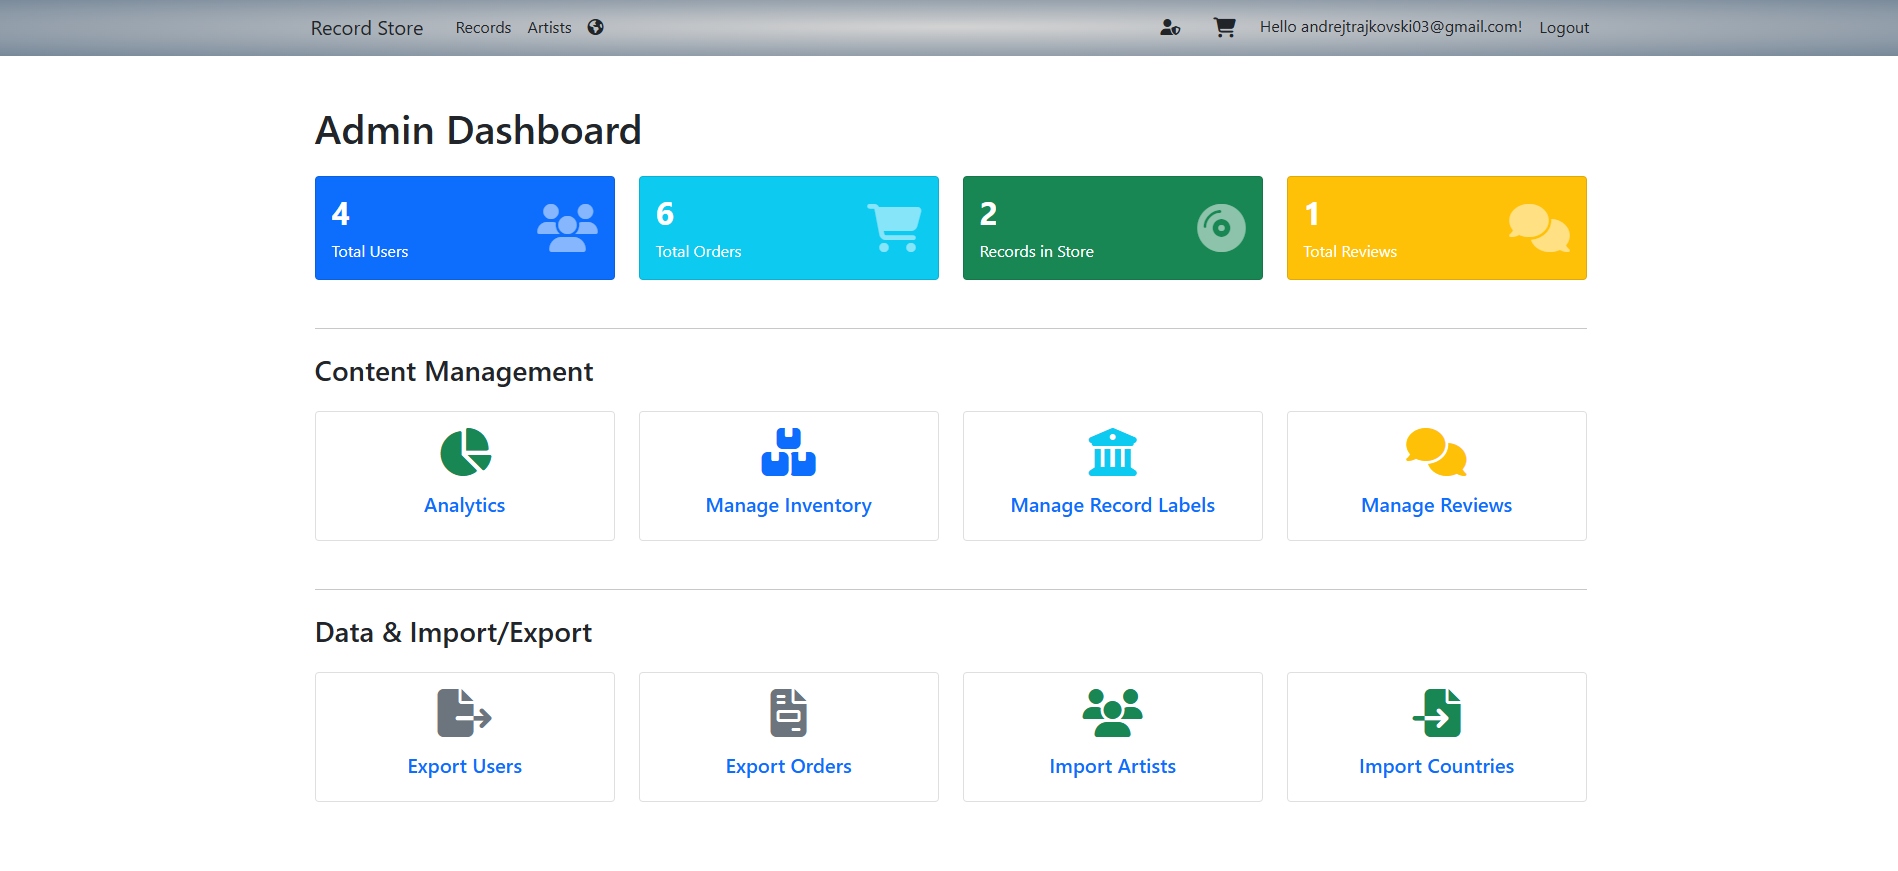 Record Store Records Artists Hello andrejtrajkovski03@gmail.com! Logout
Admin Dashboard
4
Total Users
6
Total Orders
2
Records in Store
1
Total Reviews
Content Management
Analytics
Manage Inventory
Manage Record Labels
Manage Reviews
Data & Import/Export
Export Users
Export Orders
Import Artists
Import Countries